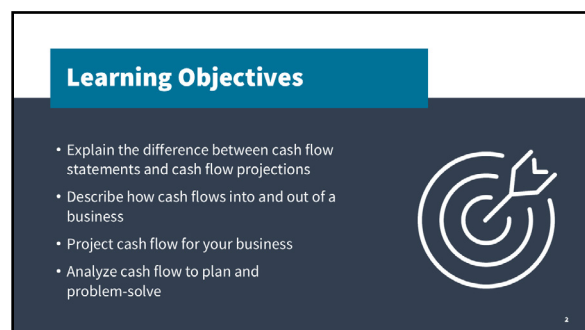 Learning Objectives
• Explain the difference between cash flow
statements and cash flow projections
• Describe how cash flows into and out of a
business
• Project cash flow for your business
• Analyze cash flow to plan and
problem-solve
2